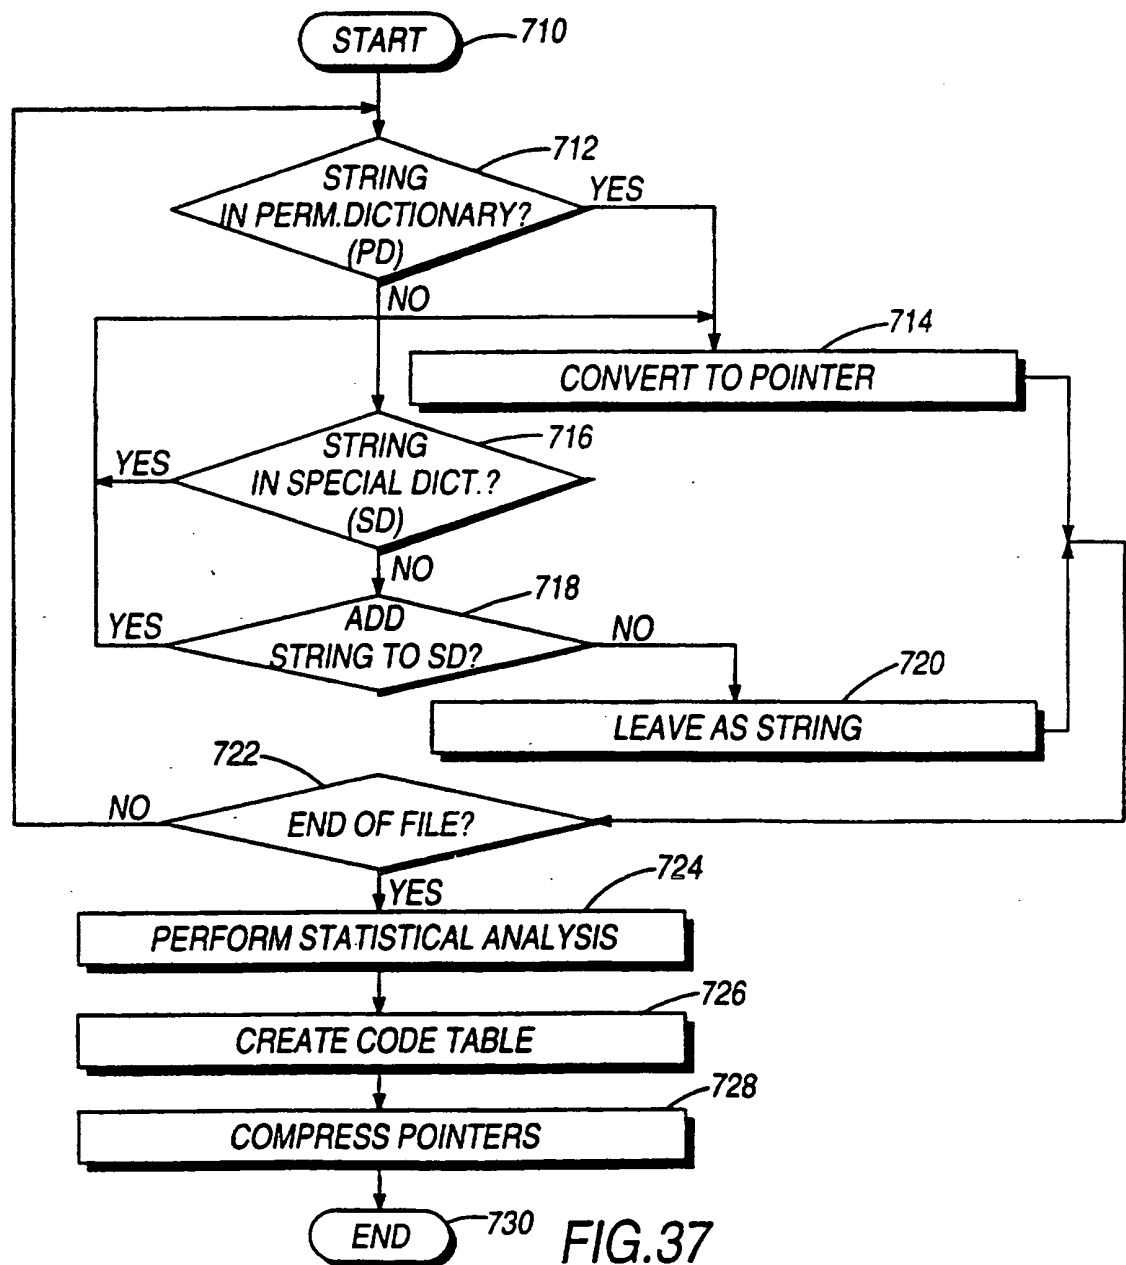 START
710
712
STRING
IN PERM.DICTIONARY?
(PD)
YES
NO
714
CONVERT TO POINTER
716
STRING
IN SPECIAL DICT.?
(SD)
YES
NO
718
ADD
STRING TO SD?
YES
NO
720
LEAVE AS STRING
722
END OF FILE?
NO
YES
724
PERFORM STATISTICAL ANALYSIS
726
CREATE CODE TABLE
728
COMPRESS POINTERS
END
730
FIG.37